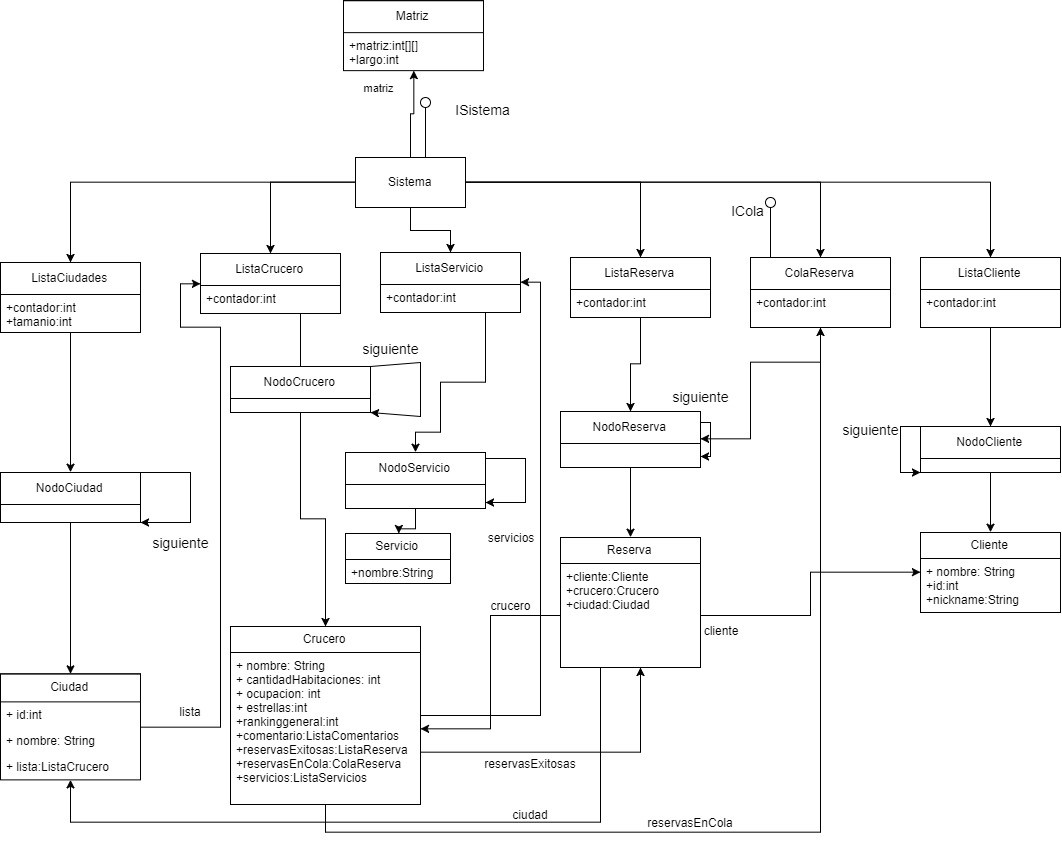 Matriz
+matriz:int[][]
+largo:int
matriz
ISistema
Sistema
ICola
ListaCiudades
+contador:int
+tamanio:int
ListaCrucero
+contador:int
ListaServicio
+contador:int
ListaReserva
+contador:int
ColaReserva
+contador:int
ListaCliente
+contador:int
siguiente
NodoCrucero
siguiente
NodoReserva
siguiente
NodoCliente
NodoServicio
NodoCiudad
siguiente
servicios
Servicio
+nombre:String
Reserva
+cliente:Cliente
+crucero:Crucero
+ciudad:Ciudad
Cliente
+ nombre: String
+id:int
+nickname:String
crucero
cliente
Crucero
+ nombre: String
+ cantidadHabitaciones: int
+ ocupacion: int
+ estrellas:int
+rankinggeneral:int
+comentario:ListaComentarios
+reservasExitosas:ListaReserva
+reservasEnCola:ColaReserva
+servicios:ListaServicios
Ciudad
+ id:int
+ nombre: String
+ lista:ListaCrucero
lista
reservasExitosas
ciudad
reservasEnCola